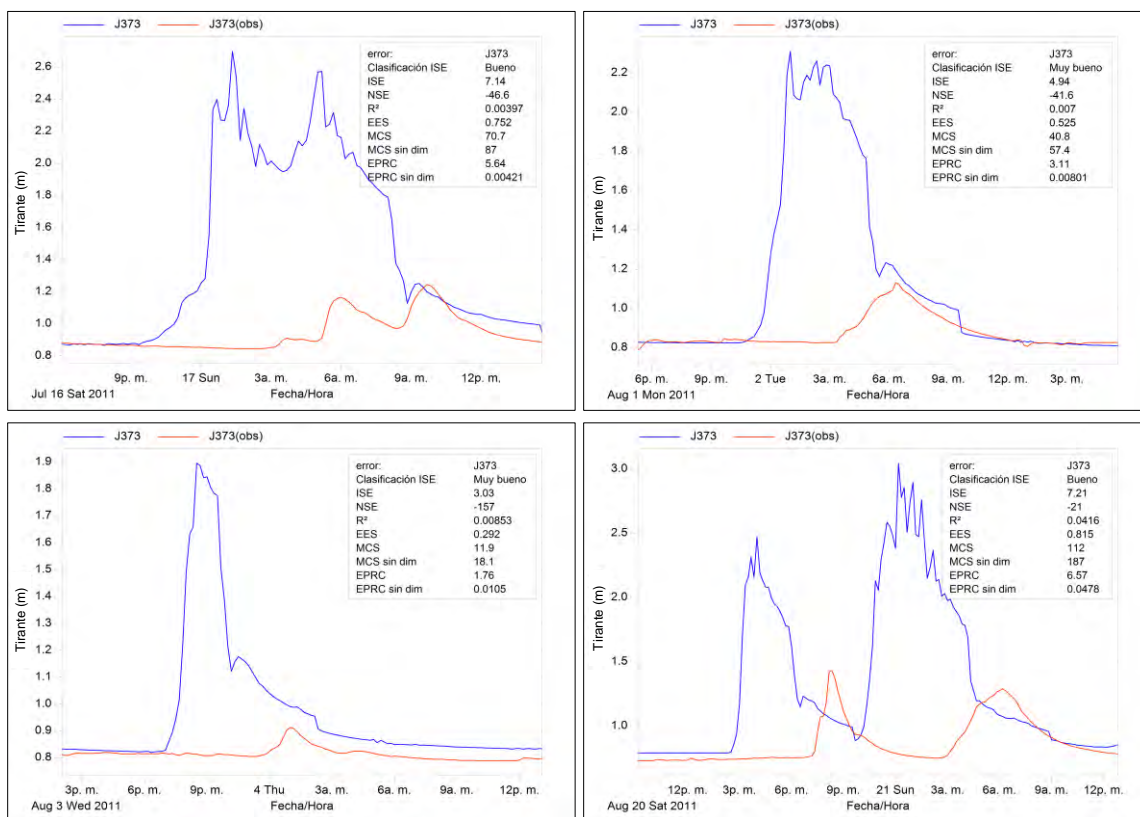 J373 J373(obs)
Tirante (m)
2.6
2.4
2.2
2.0
1.8
1.6
1.4
1.2
1.0
0.8
error: J373
Clasificación ISE Bueno
ISE 7.14
NSE -46.6
R² 0.00397
EES 0.752
MCS 70.7
MCS sin dim 87
EPRC 5.64
EPRC sin dim 0.00421
9p. m. 17 Sun 3a. m. 6a. m. 9a. m. 12p. m.
Jul 16 Sat 2011 Fecha/Hora
J373 J373(obs)
Tirante (m)
2.2
2.0
1.8
1.6
1.4
1.2
1.0
0.8
error: J373
Clasificación ISE Muy bueno
ISE 4.94
NSE -41.6
R² 0.007
EES 0.525
MCS 40.8
MCS sin dim 57.4
EPRC 3.11
EPRC sin dim 0.00801
6p. m. 9p. m. 2 Tue 3a. m. 6a. m. 9a. m. 12p. m. 3p. m.
Aug 1 Mon 2011 Fecha/Hora
J373 J373(obs)
Tirante (m)
1.9
1.8
1.7
1.6
1.5
1.4
1.3
1.2
1.1
1.0
0.9
0.8
error: J373
Clasificación ISE Muy bueno
ISE 3.03
NSE -157
R² 0.00853
EES 0.292
MCS 11.9
MCS sin dim 18.1
EPRC 1.76
EPRC sin dim 0.0105
3p. m. 6p. m. 9p. m. 4 Thu 3a. m. 6a. m. 9a. m. 12p. m.
Aug 3 Wed 2011 Fecha/Hora
J373 J373(obs)
Tirante (m)
3.0
2.5
2.0
1.5
1.0
error: J373
Clasificación ISE Bueno
ISE 7.21
NSE -21
R² 0.0416
EES 0.815
MCS 112
MCS sin dim 187
EPRC 6.57
EPRC sin dim 0.0478
12p. m. 3p. m. 6p. m. 9p. m. 21 Sun 3a. m. 6a. m. 9a. m. 12p. m.
Aug 20 Sat 2011 Fecha/Hora